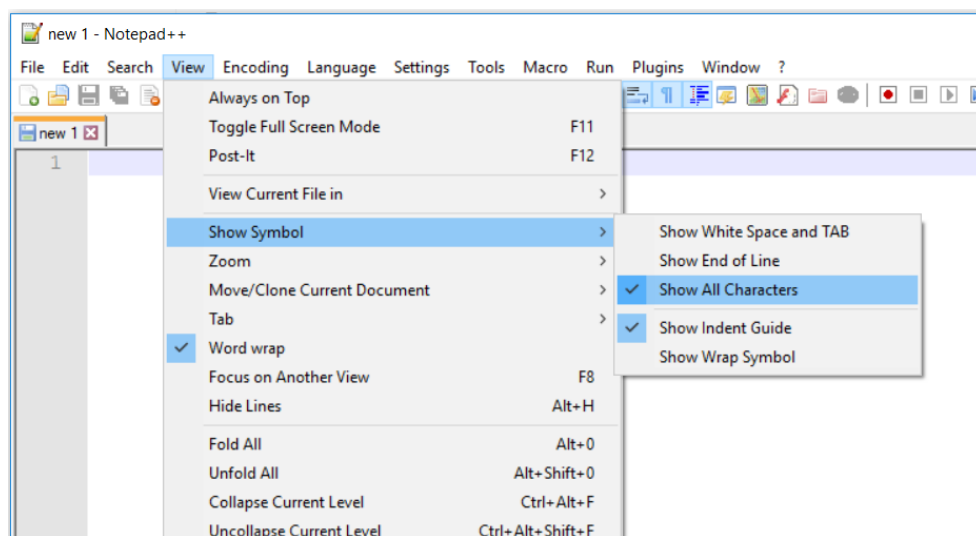 new 1 - Notepad++
File Edit Search View Encoding Language Settings Tools Macro Run Plugins Window ?
new 1
1
Always on Top
Toggle Full Screen Mode F11
Post-It F12
View Current File in
Show Symbol
Zoom
Move/Clone Current Document
Tab
Word wrap
Focus on Another View F8
Hide Lines Alt+H
Fold All Alt+0
Unfold All Alt+Shift+0
Collapse Current Level Ctrl+Alt+F
Uncollapse Current Level Ctrl+Alt+Shift+F
Show White Space and TAB
Show End of Line
Show All Characters
Show Indent Guide
Show Wrap Symbol